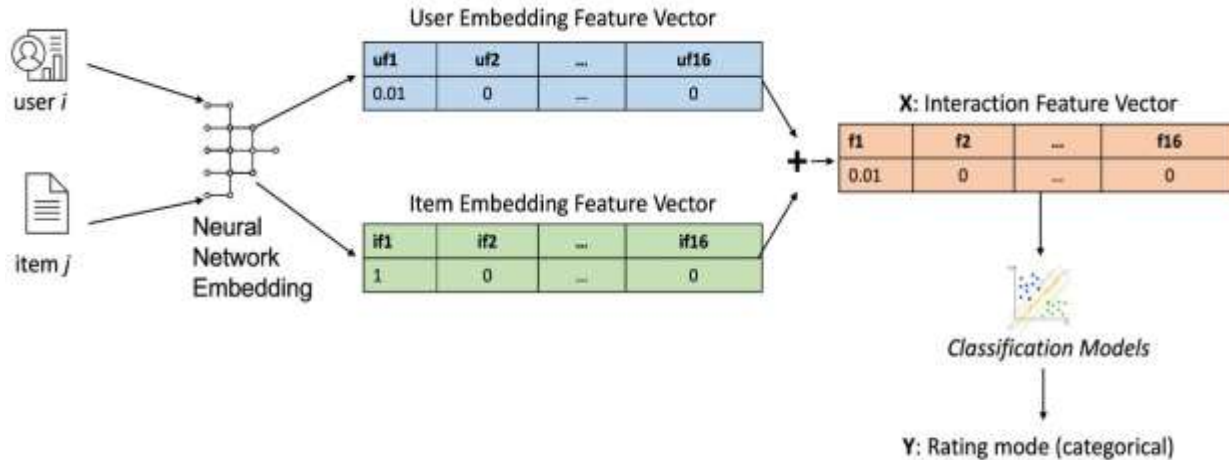 user i
item j
Neural
Network
Embedding
User Embedding Feature Vector
uf1 uf2 ... uf16
0.01 0 ... 0
Item Embedding Feature Vector
if1 if2 ... if16
1 0 ... 0
+
X: Interaction Feature Vector
f1 f2 ... f16
0.01 0 ... 0
Classification Models
Y: Rating mode (categorical)